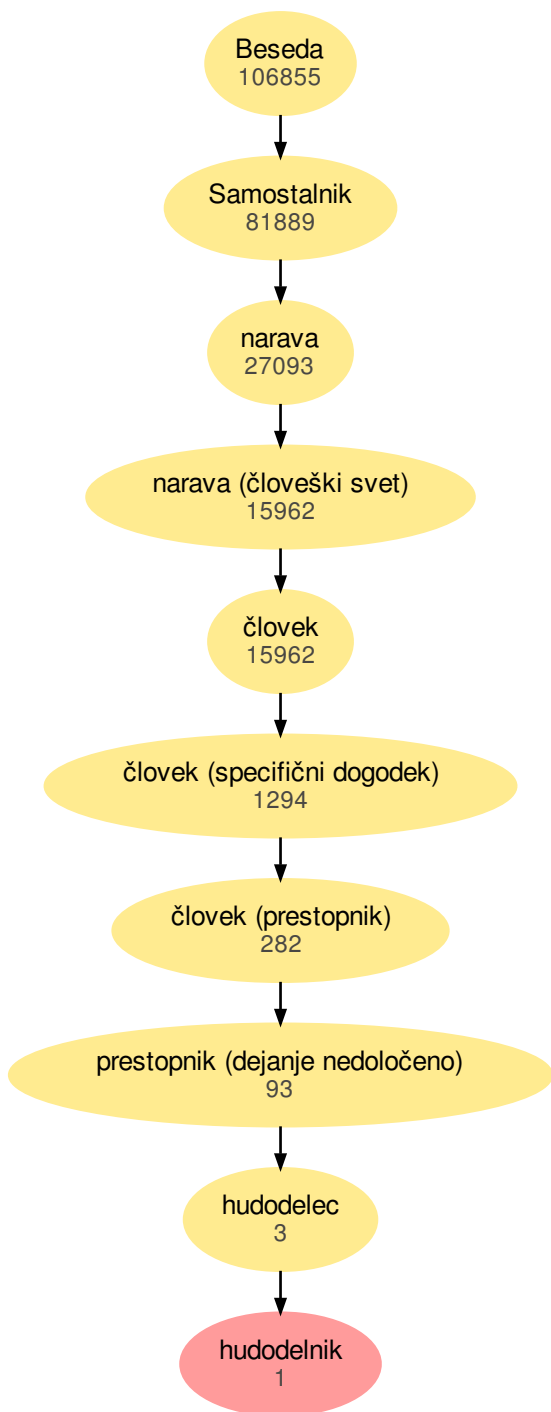 Beseda
106855
Samostalnik
81889
narava
27093
narava (človeški svet)
15962
človek
15962
človek (specifični dogodek)
1294
človek (prestopnik)
282
prestopnik (dejanje nedoločeno)
93
hudodelec
3
hudodelnik
1